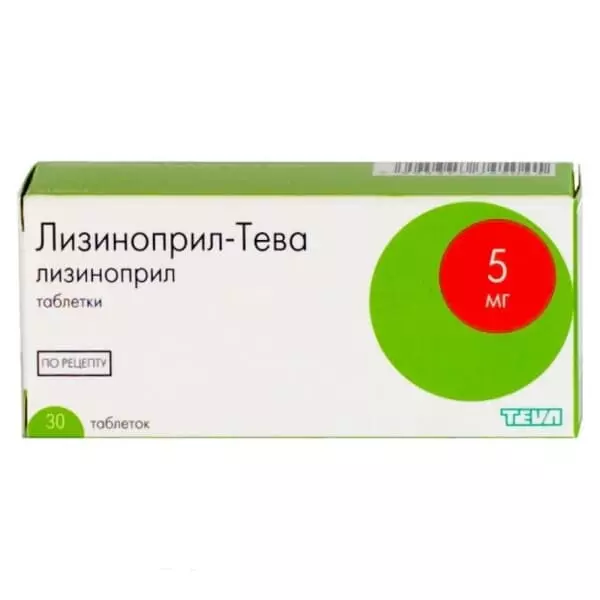 Лизиноприл-Тева
лизиноприл
таблетки
5
мг
ПО РЕЦЕПТУ
30 таблеток
TEVA